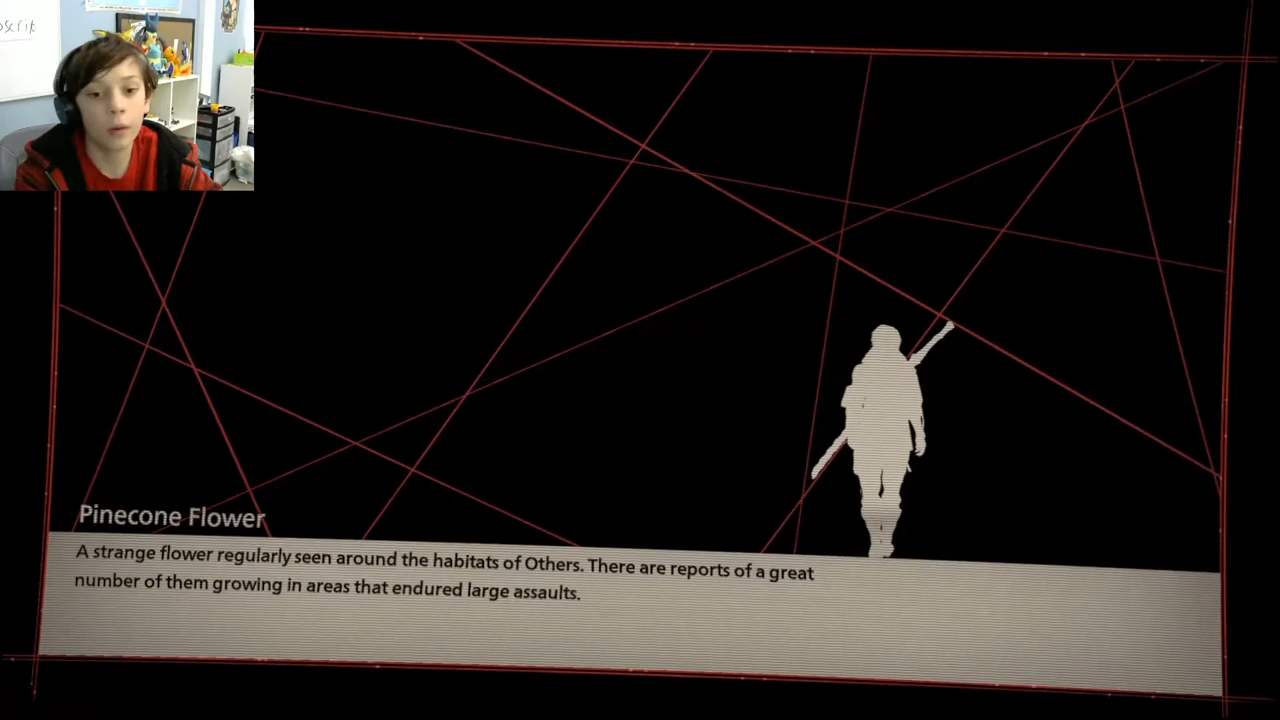 Pinecone Flower
A strange flower regularly seen around the habitats of Others. There are reports of a great
number of them growing in areas that endured large assaults.